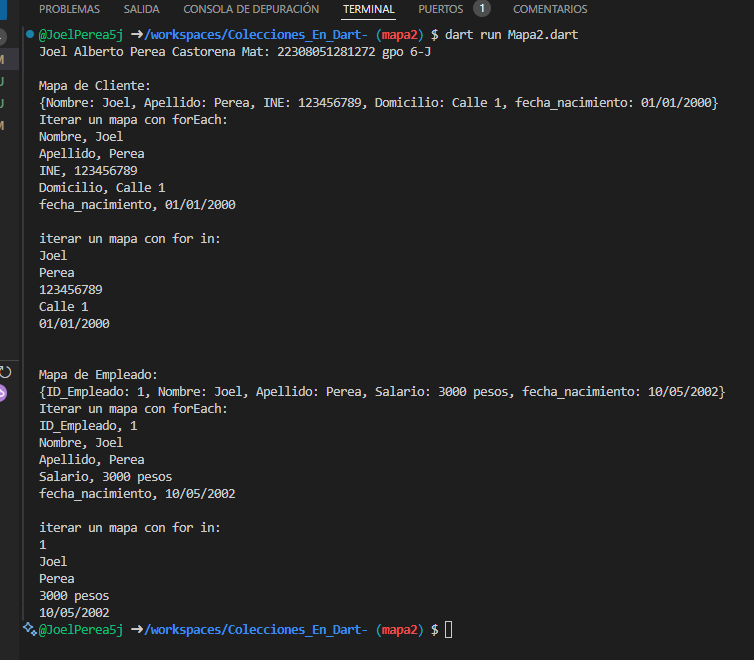 PROBLEMAS SALIDA CONSOLA DE DEPURACIÓN TERMINAL PUERTOS 1 COMENTARIOS
@JoelPerea5j ➜/workspaces/Colecciones_En_Dart- (mapa2) $ dart run Mapa2.dart
Joel Alberto Perea Castorena Mat: 22308051281272 gpo 6-J
Mapa de Cliente:
{Nombre: Joel, Apellido: Perea, INE: 123456789, Domicilio: Calle 1, fecha_nacimiento: 01/01/2000}
Iterar un mapa con forEach:
Nombre, Joel
Apellido, Perea
INE, 123456789
Domicilio, Calle 1
fecha_nacimiento, 01/01/2000
iterar un mapa con for in:
Joel
Perea
123456789
Calle 1
01/01/2000
Mapa de Empleado:
{ID_Empleado: 1, Nombre: Joel, Apellido: Perea, Salario: 3000 pesos, fecha_nacimiento: 10/05/2002}
Iterar un mapa con forEach:
ID_Empleado, 1
Nombre, Joel
Apellido, Perea
Salario, 3000 pesos
fecha_nacimiento, 10/05/2002
iterar un mapa con for in:
1
Joel
Perea
3000 pesos
10/05/2002
@JoelPerea5j ➜/workspaces/Colecciones_En_Dart- (mapa2) $